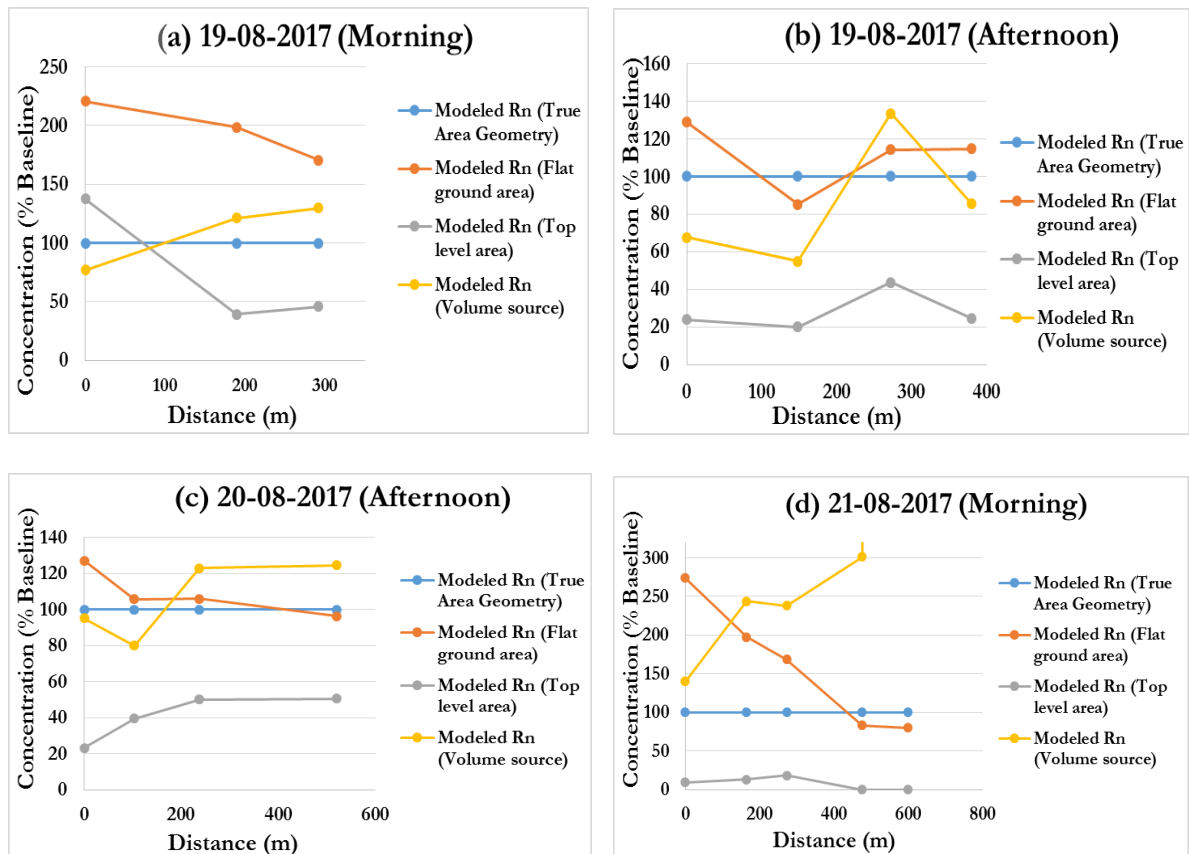 (a) 19-08-2017 (Morning)
Concentration (% Baseline)
250
200
150
100
50
0
0 100 200 300
Distance (m)
Modeled Rn (True
Area Geometry)
Modeled Rn (Flat
ground area)
Modeled Rn (Top
level area)
Modeled Rn
(Volume source)
(b) 19-08-2017 (Afternoon)
Concentration (% Baseline)
160
140
120
100
80
60
40
20
0
0 100 200 300 400
Distance (m)
Modeled Rn (True
Area Geometry)
Modeled Rn (Flat
ground area)
Modeled Rn (Top
level area)
Modeled Rn
(Volume source)
(c) 20-08-2017 (Afternoon)
Concentration (% Baseline)
140
120
100
80
60
40
20
0
0 200 400 600
Distance (m)
Modeled Rn (True
Area Geometry)
Modeled Rn (Flat
ground area)
Modeled Rn (Top
level area)
Modeled Rn
(Volume source)
(d) 21-08-2017 (Morning)
Concentration (% Baseline)
300
250
200
150
100
50
0
0 200 400 600 800
Distance (m)
Modeled Rn (True
Area Geometry)
Modeled Rn (Flat
ground area)
Modeled Rn (Top
level area)
Modeled Rn
(Volume source)